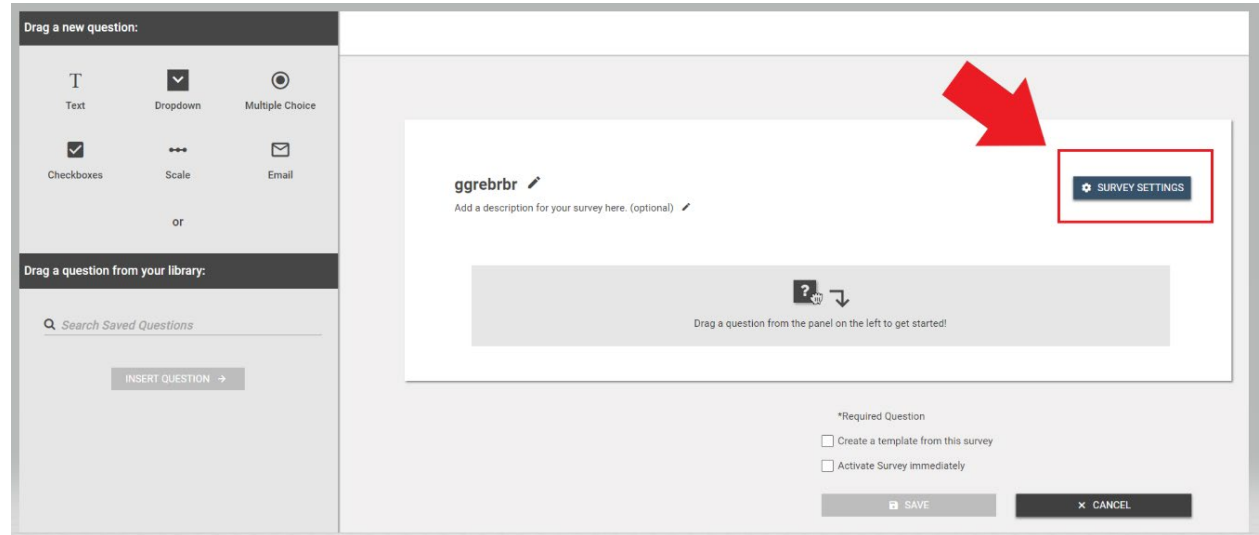 Drag a new question:
T
Text
Dropdown
Multiple Choice
Checkboxes
Scale
Email
or
Drag a question from your library:
Search Saved Questions
INSERT QUESTION →
ggrebrbr
Add a description for your survey here. (optional)
SURVEY SETTINGS
?
Drag a question from the panel on the left to get started!
*Required Question
Create a template from this survey
Activate Survey immediately
SAVE
× CANCEL